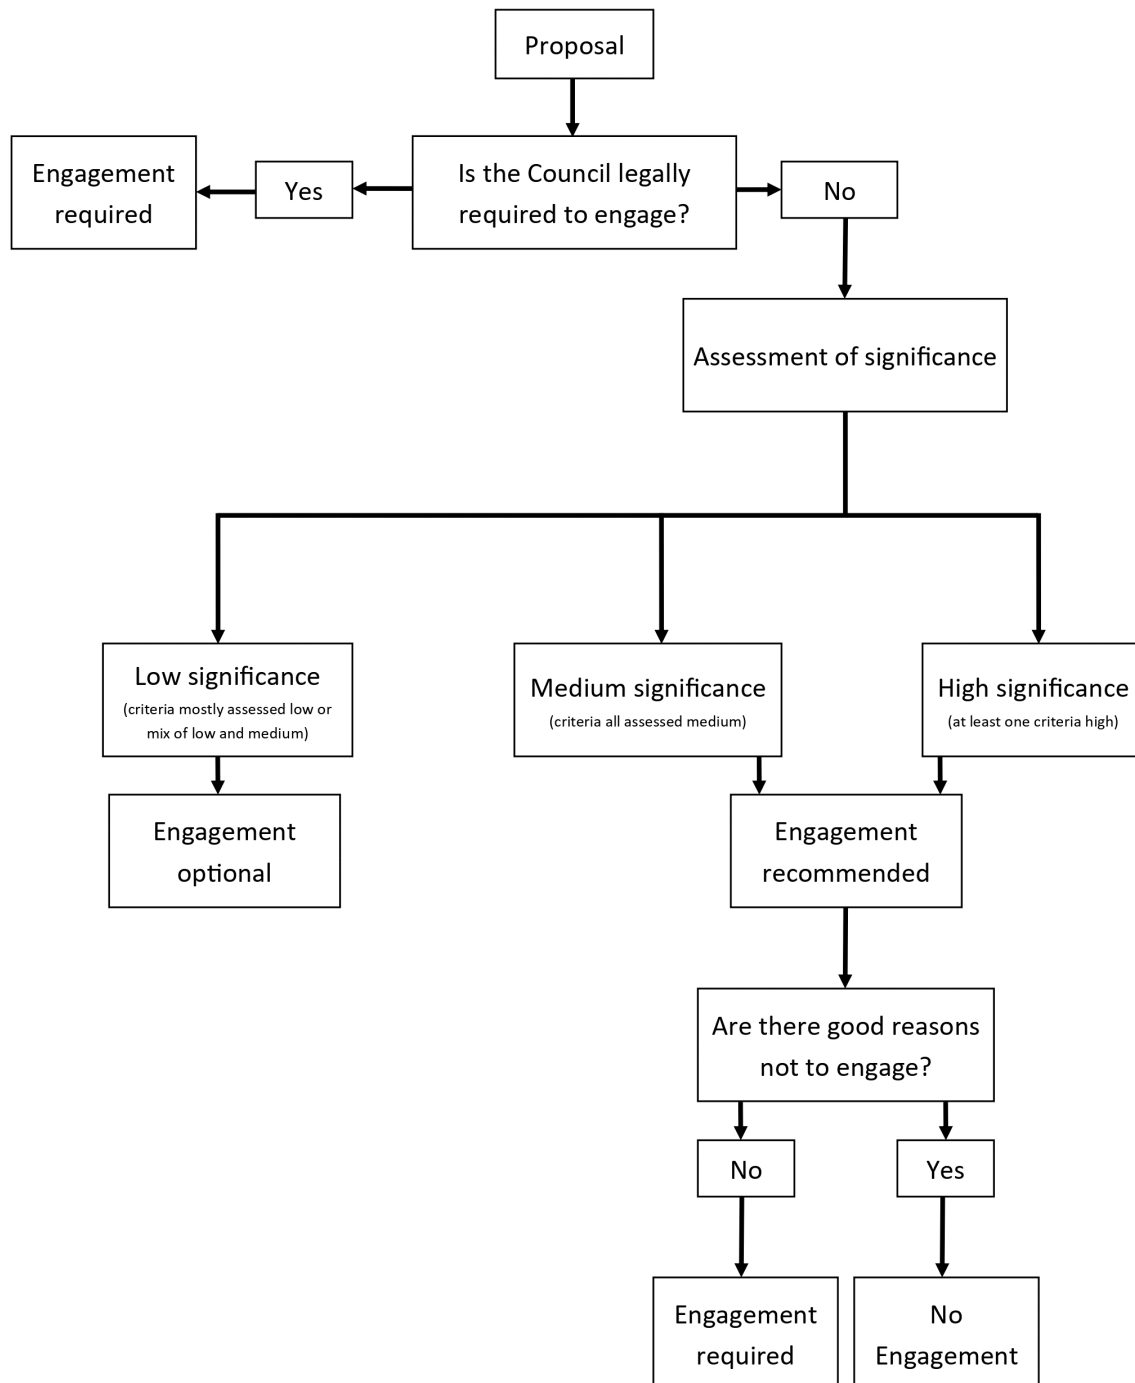 Proposal
Engagement
required
Yes
Is the Council legally
required to engage?
No
Assessment of significance
Low significance
(criteria mostly assessed low or
mix of low and medium)
Medium significance
(criteria all assessed medium)
High significance
(at least one criteria high)
Engagement
optional
Engagement
recommended
Are there good reasons
not to engage?
No
Yes
Engagement
required
No
Engagement